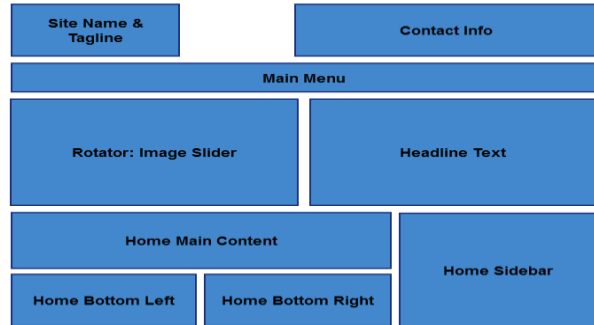 Site Name &
Tagline
Contact Info
Main Menu
Rotator: Image Slider
Headline Text
Home Main Content
Home Sidebar
Home Bottom Left
Home Bottom Right